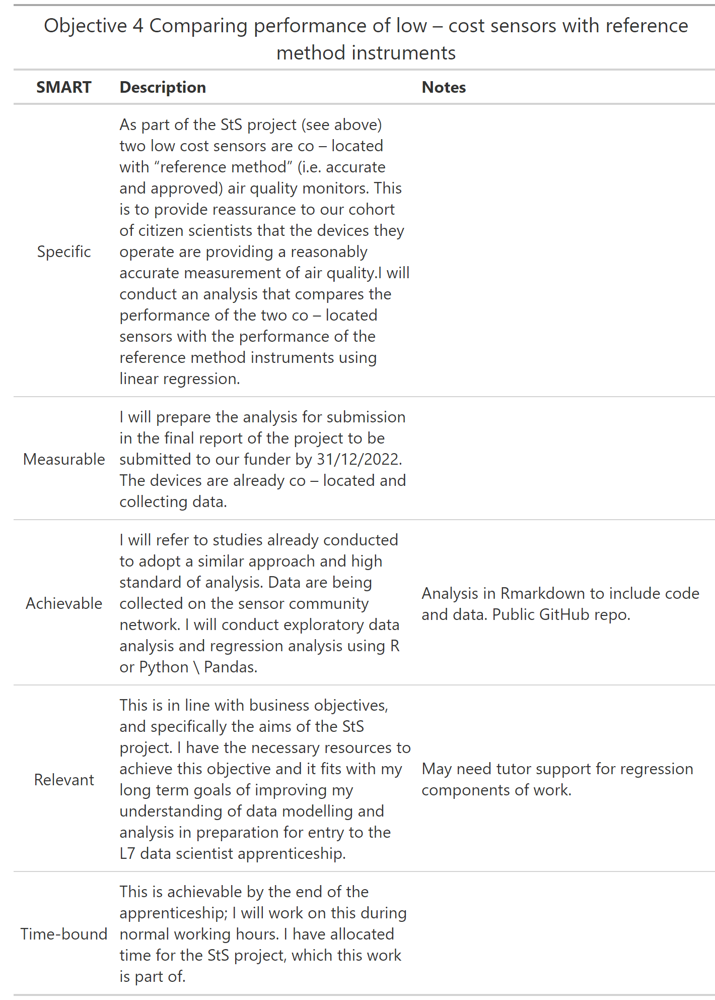 Objective 4 Comparing performance of low – cost sensors with reference
method instruments
SMART Description Notes
Specific
As part of the StS project (see above)
two low cost sensors are co – located
with “reference method” (i.e. accurate
and approved) air quality monitors. This
is to provide reassurance to our cohort
of citizen scientists that the devices they
operate are providing a reasonably
accurate measurement of air quality.I will
conduct an analysis that compares the
performance of the two co – located
sensors with the performance of the
reference method instruments using
linear regression.
Measurable
I will prepare the analysis for submission
in the final report of the project to be
submitted to our funder by 31/12/2022.
The devices are already co – located and
collecting data.
Achievable
I will refer to studies already conducted
to adopt a similar approach and high
standard of analysis. Data are being
collected on the sensor community
network. I will conduct exploratory data
analysis and regression analysis using R
or Python \ Pandas.
Analysis in Rmarkdown to include code
and data. Public GitHub repo.
Relevant
This is in line with business objectives,
and specifically the aims of the StS
project. I have the necessary resources to
achieve this objective and it fits with my
long term goals of improving my
understanding of data modelling and
analysis in preparation for entry to the
L7 data scientist apprenticeship.
May need tutor support for regression
components of work.
Time-bound
This is achievable by the end of the
apprenticeship; I will work on this during
normal working hours. I have allocated
time for the StS project, which this work
is part of.